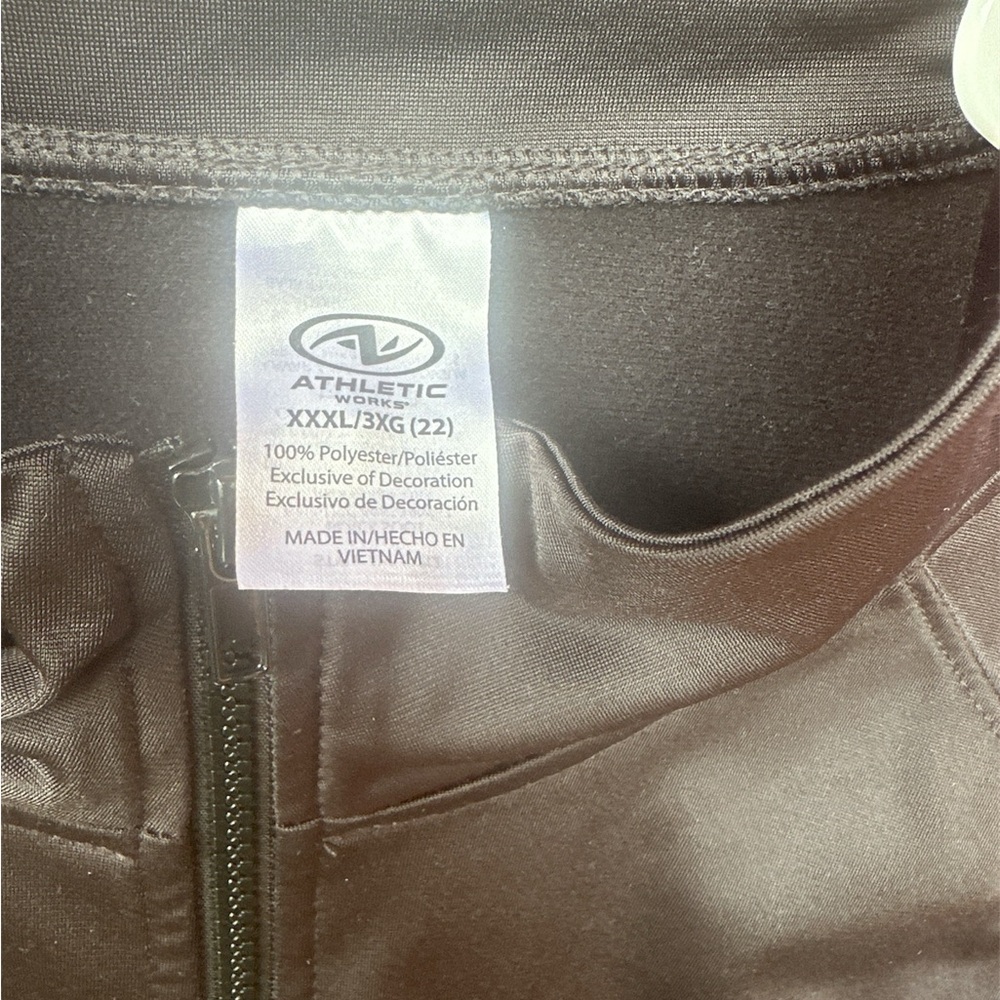 ATHLETIC
WORKS®
XXXL/3XG (22)
100% Polyester/Poliéster
Exclusive of Decoration
Exclusivo de Decoración
MADE IN/HECHO EN
VIETNAM